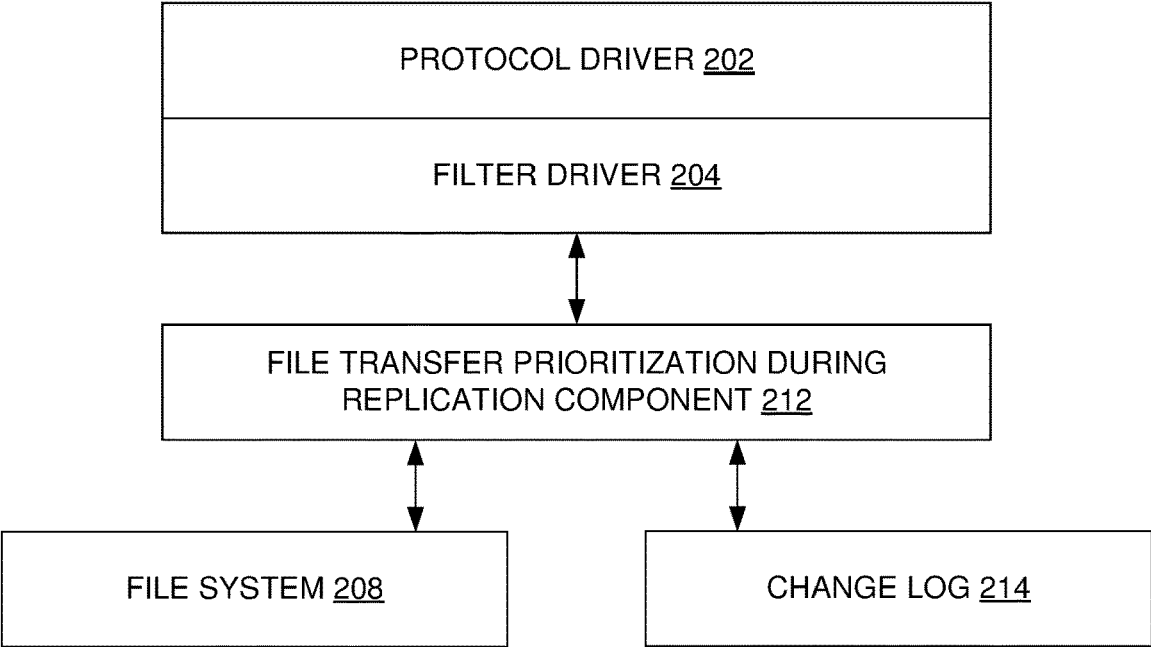 PROTOCOL DRIVER 202
FILTER DRIVER 204
FILE TRANSFER PRIORITIZATION DURING
REPLICATION COMPONENT 212
FILE SYSTEM 208
CHANGE LOG 214